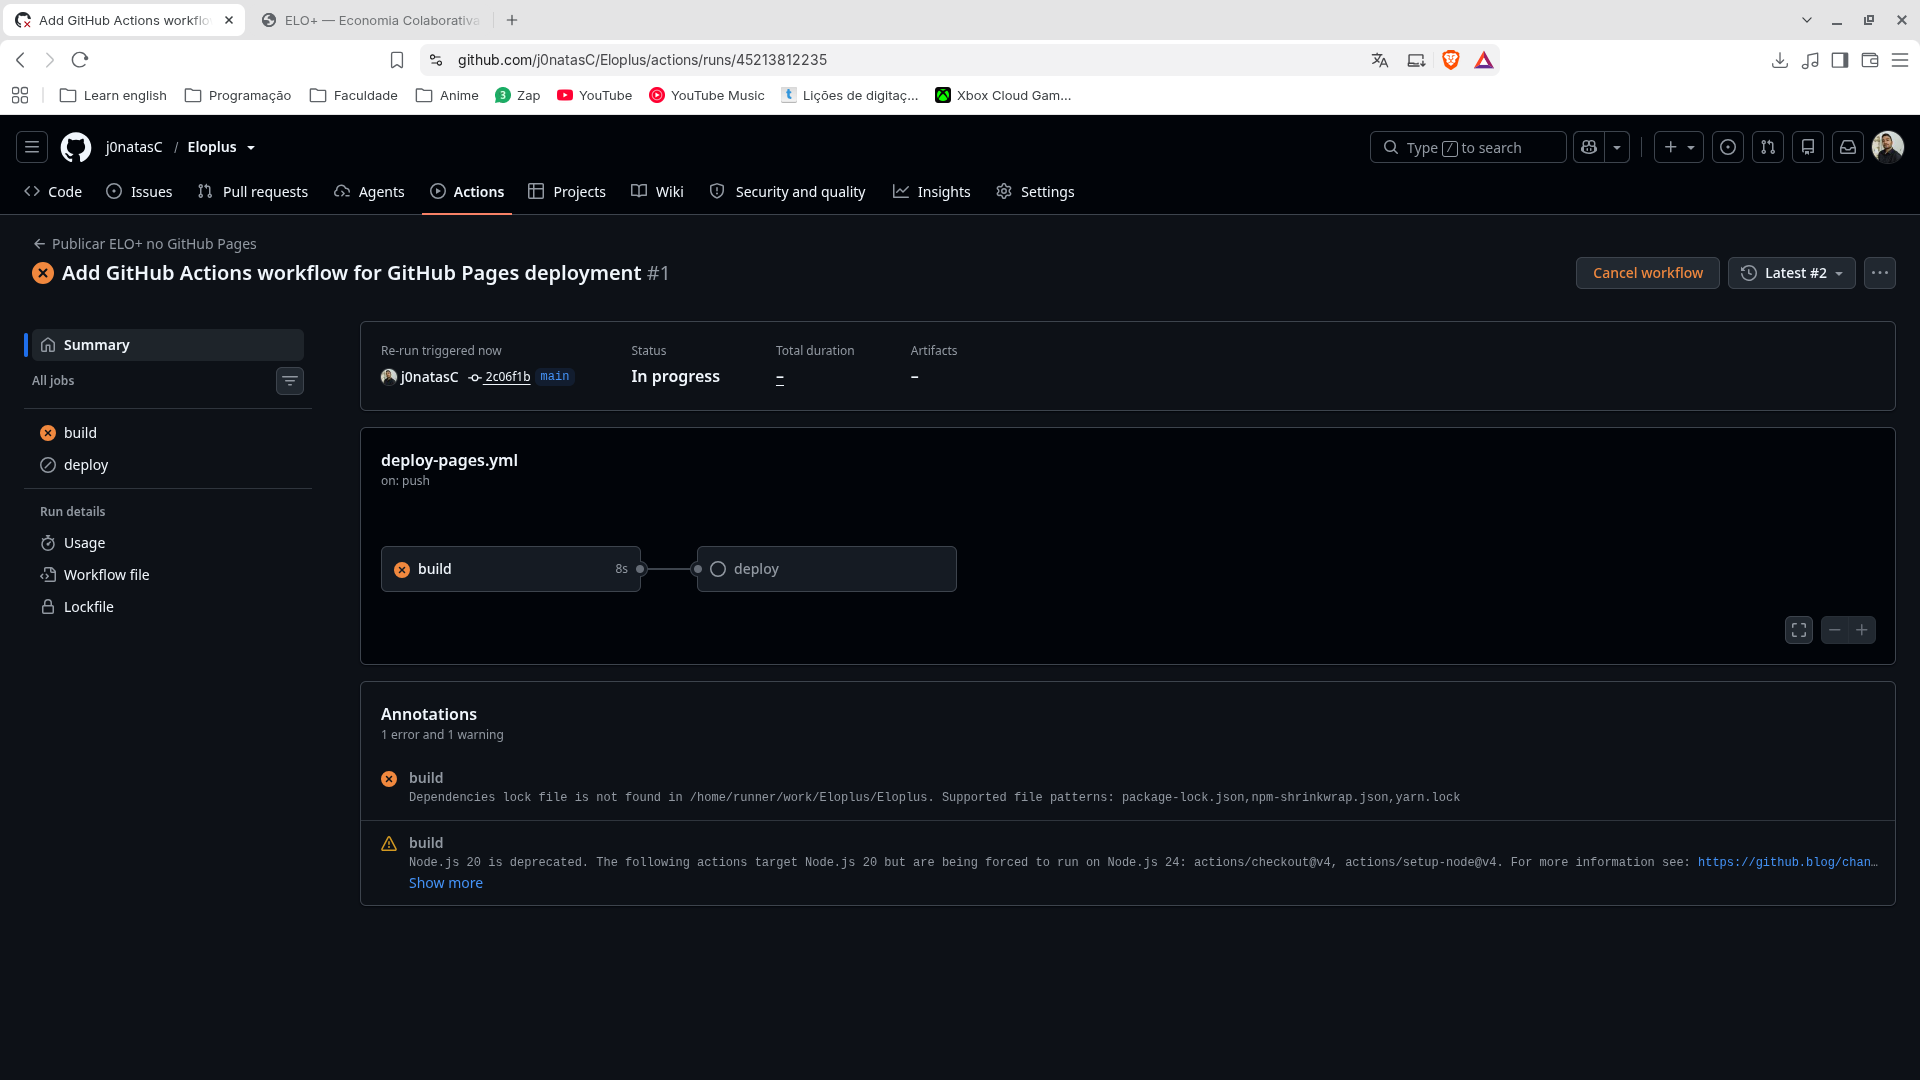 Add GitHub Actions workflo
ELO+ — Economia Colaborativa
github.com/j0natasC/Eloplus/actions/runs/45213812235
Learn english
Programação
Faculdade
Anime
3 Zap
YouTube
YouTube Music
t Lições de digitaç...
Xbox Cloud Gam...
j0natasC / Eloplus
Type / to search
Code
Issues
Pull requests
Agents
Actions
Projects
Wiki
Security and quality
Insights
Settings
Publicar ELO+ no GitHub Pages
Add GitHub Actions workflow for GitHub Pages deployment #1
Cancel workflow
Latest #2
Summary
All jobs
build
deploy
Run details
Usage
Workflow file
Lockfile
Re-run triggered now
j0natasC 2c06f1b main
Status
In progress
Total duration
–
Artifacts
–
deploy-pages.yml
on: push
build 8s
deploy
Annotations
1 error and 1 warning
build
Dependencies lock file is not found in /home/runner/work/Eloplus/Eloplus. Supported file patterns: package-lock.json,npm-shrinkwrap.json,yarn.lock
build
Node.js 20 is deprecated. The following actions target Node.js 20 but are being forced to run on Node.js 24: actions/checkout@v4, actions/setup-node@v4. For more information see: https://github.blog/chan…
Show more